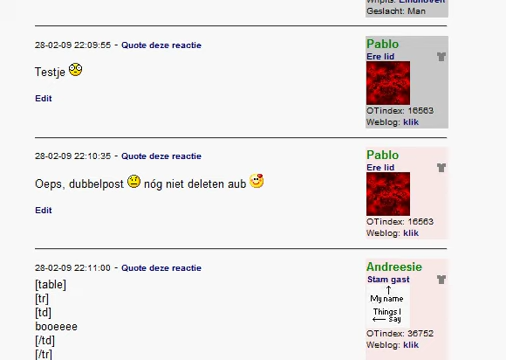 Wnplts: Eindhoven
Geslacht: Man
28-02-09 22:09:55 - Quote deze reactie
Testje
Edit
Pablo
Ere lid
OTindex: 16563
Weblog: klik
28-02-09 22:10:35 - Quote deze reactie
Oeps, dubbelpost nóg niet deleten aub
Edit
Pablo
Ere lid
OTindex: 16563
Weblog: klik
28-02-09 22:11:00 - Quote deze reactie
[table]
[tr]
[td]
booeeee
[/td]
[/tr]
Andreesie
Stam gast
My name
Things I
say
OTindex: 36752
Weblog: klik